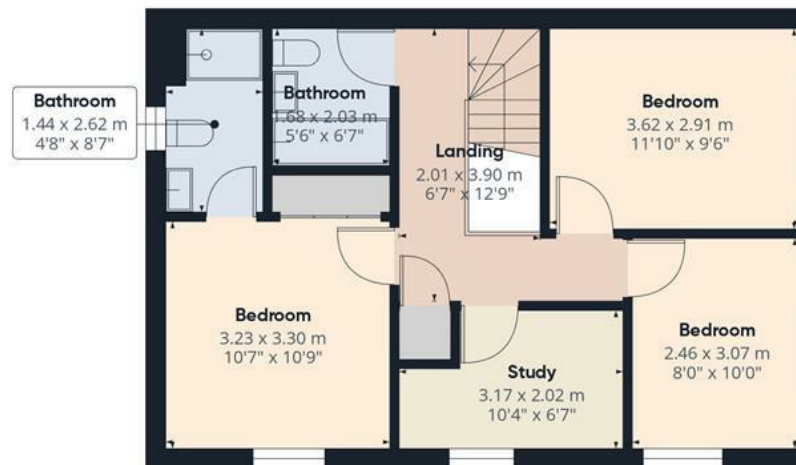 Bathroom
1.44 x 2.62 m
4'8" x 8'7"
Bathroom
1.68 x 2.03 m
5'6" x 6'7"
Landing
2.01 x 3.90 m
6'7" x 12'9"
Bedroom
3.62 x 2.91 m
11'10" x 9'6"
Bedroom
3.23 x 3.30 m
10'7" x 10'9"
Study
3.17 x 2.02 m
10'4" x 6'7"
Bedroom
2.46 x 3.07 m
8'0" x 10'0"